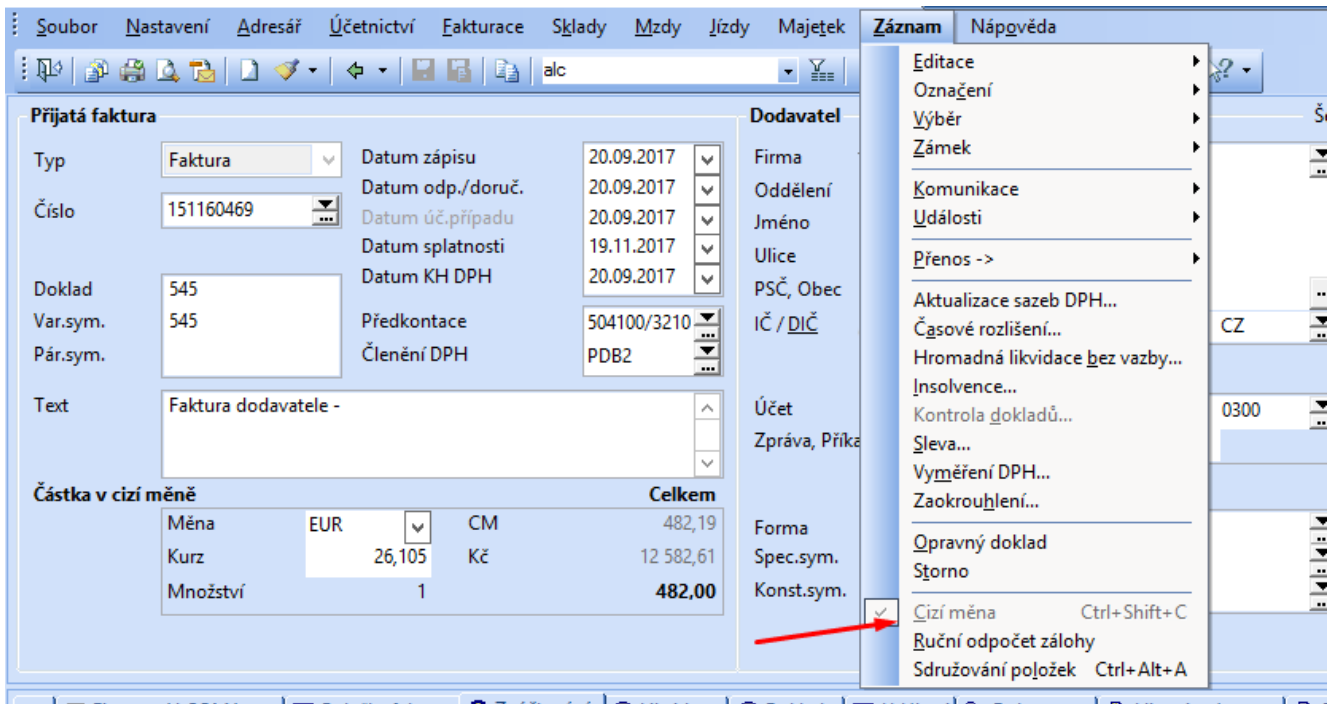 Soubor Nastavení Adresář Účetnictví Fakturace Sklady Mzdy Jízdy Majetek Záznam Nápověda
alc
Přijatá faktura
Typ Faktura
Číslo 151160469
Doklad 545
Var.sym. 545
Pár.sym.
Datum zápisu 20.09.2017
Datum odp./doruč. 20.09.2017
Datum úč.případu 20.09.2017
Datum splatnosti 19.11.2017
Datum KH DPH 20.09.2017
Předkontace 504100/3210
Členění DPH PDB2
Text Faktura dodavatele -
Částka v cizí měně Celkem
Měna EUR CM 482,19
Kurz 26,105 Kč 12 582,61
Množství 1 482,00
Dodavatel
Firma
Oddělení
Jméno
Ulice
PSČ, Obec
IČ / DIČ CZ
Účet 0300
Zpráva, Příka
Forma
Spec.sym.
Konst.sym.
Editace
Označení
Výběr
Zámek
Komunikace
Události
Přenos ->
Aktualizace sazeb DPH...
Časové rozlišení...
Hromadná likvidace bez vazby...
Insolvence...
Kontrola dokladů...
Sleva...
Vyměření DPH...
Zaokrouhlení...
Opravný doklad
Storno
Cizí měna Ctrl+Shift+C
Ruční odpočet zálohy
Sdružování položek Ctrl+Alt+A